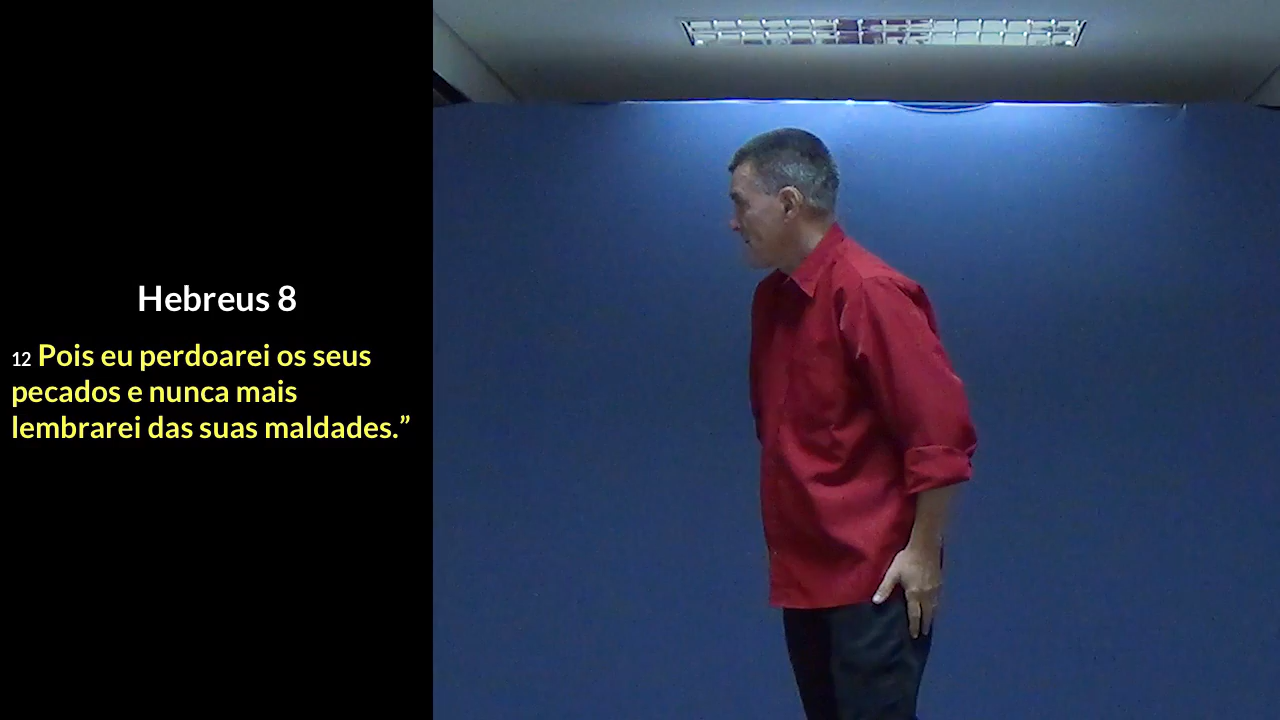 Hebreus 8
12 Pois eu perdoarei os seus
pecados e nunca mais
lembrarei das suas maldades.”